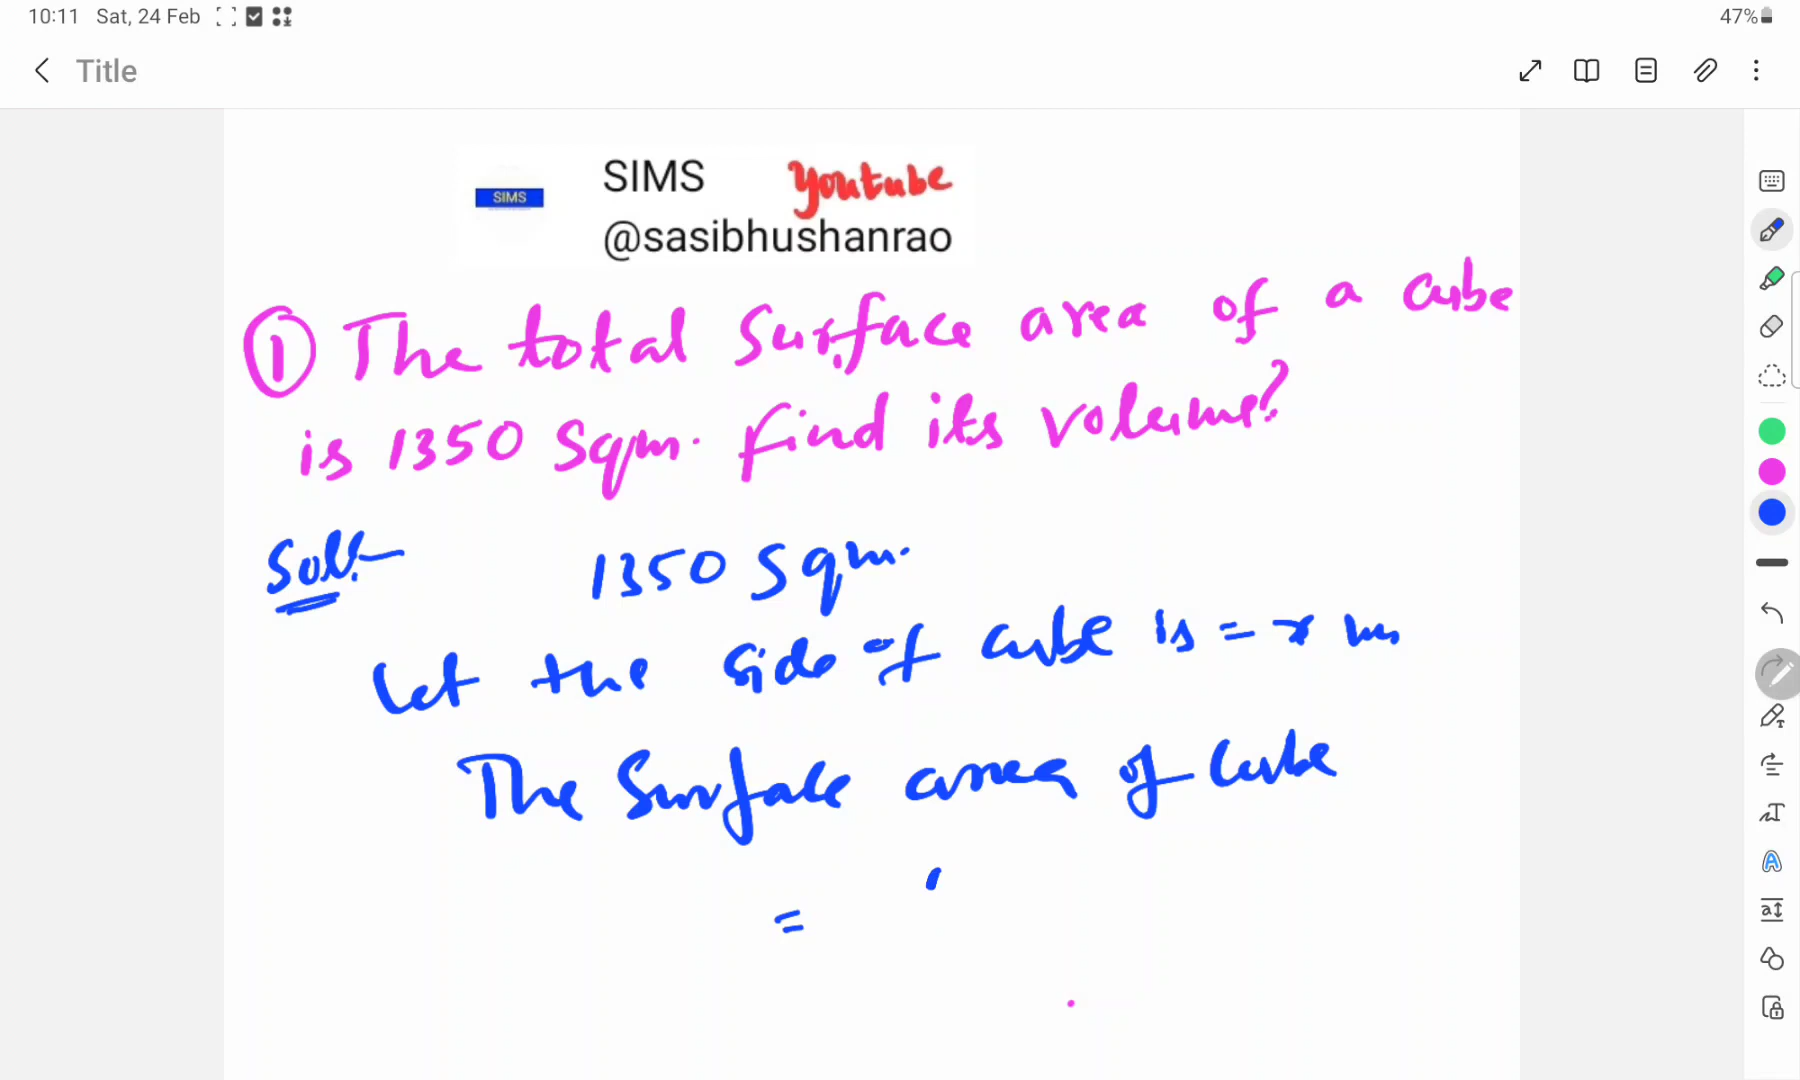 10:11 Sat, 24 Feb 47%
Title
SIMS
SIMS Youtube
@sasibhushanrao
① The total Surface area of a cube
is 1350 Sqm. find its volume?
Sol:-
1350 Sqm.
Let the side of cube is = x m
The Surface area of Cube
=